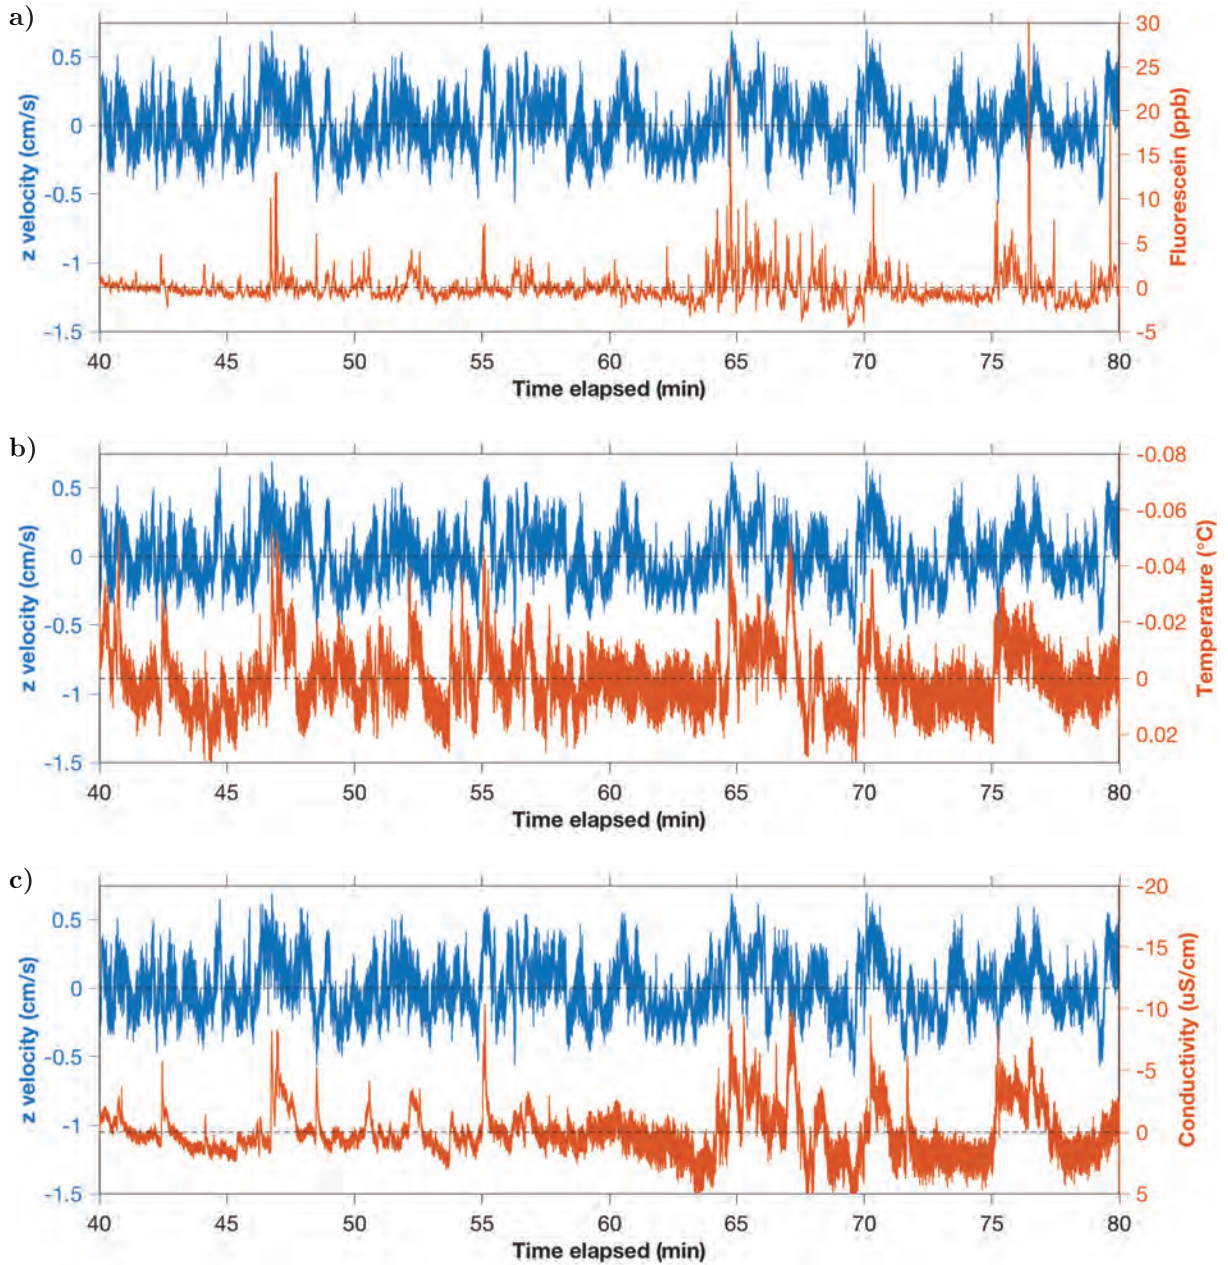 a)
0.5
0
-0.5
-1
-1.5
z velocity (cm/s)
30
25
20
15
10
5
0
-5
Fluorescein (ppb)
40 45 50 55 60 65 70 75 80
Time elapsed (min)
b)
0.5
0
-0.5
-1
-1.5
z velocity (cm/s)
-0.08
-0.06
-0.04
-0.02
0
0.02
Temperature (°C)
40 45 50 55 60 65 70 75 80
Time elapsed (min)
c)
0.5
0
-0.5
-1
-1.5
z velocity (cm/s)
-20
-15
-10
-5
0
5
Conductivity (uS/cm)
40 45 50 55 60 65 70 75 80
Time elapsed (min)